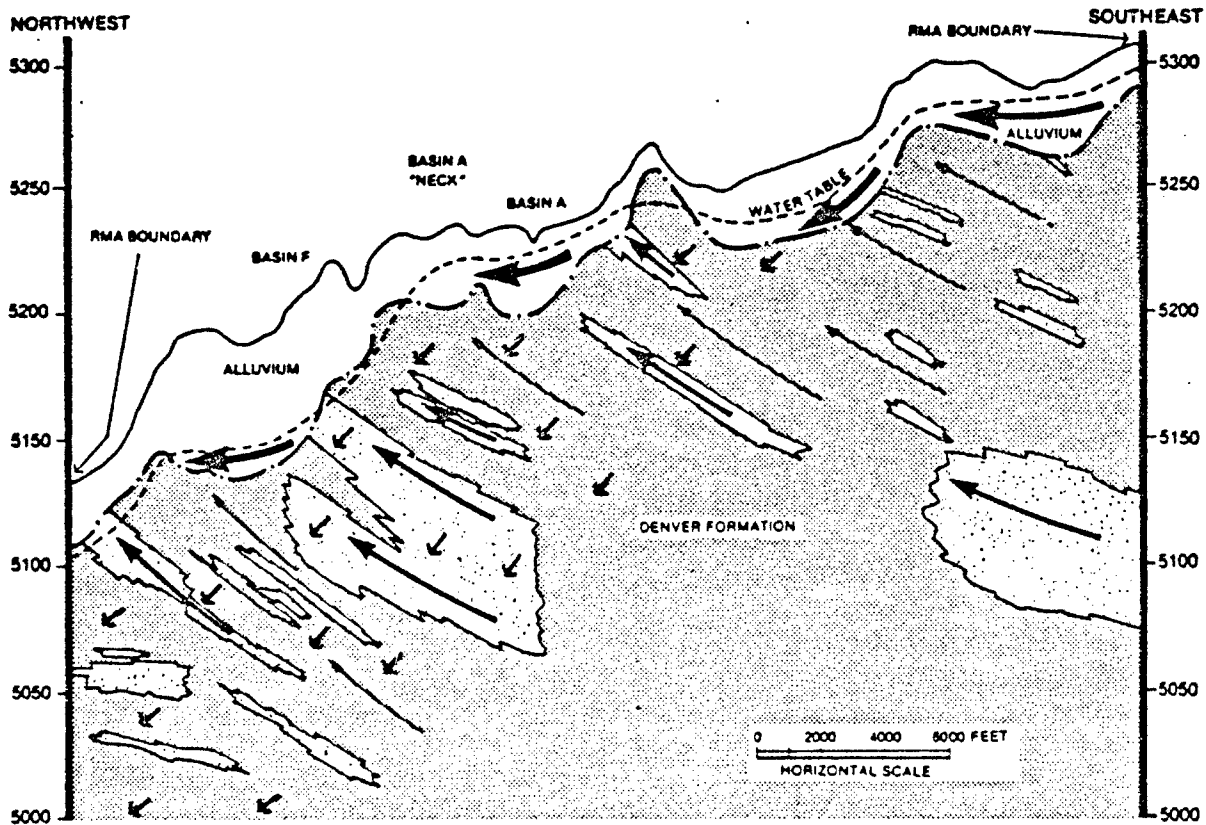 NORTHWEST
SOUTHEAST
RMA BOUNDARY
5300
5300
ALLUVIUM
BASIN A
"NECK"
5250
BASIN A
WATER TABLE
5250
RMA BOUNDARY
BASIN F
5200
5200
ALLUVIUM
5150
5150
DENVER FORMATION
5100
5100
5050
5050
0 2000 4000 6000 FEET
HORIZONTAL SCALE
5000
5000